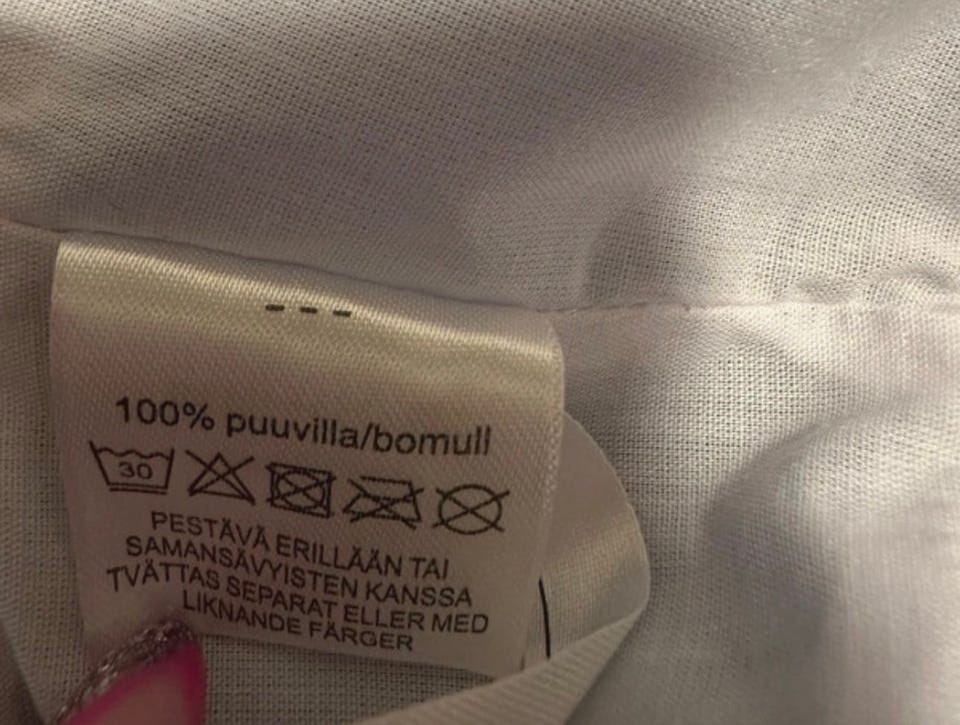 100% puuvilla/bomull
30
PESTÄVÄ ERILLÄÄN TAI
SAMANSÄVYISTEN KANSSA
TVÄTTAS SEPARAT ELLER MED
LIKNANDE FÄRGER